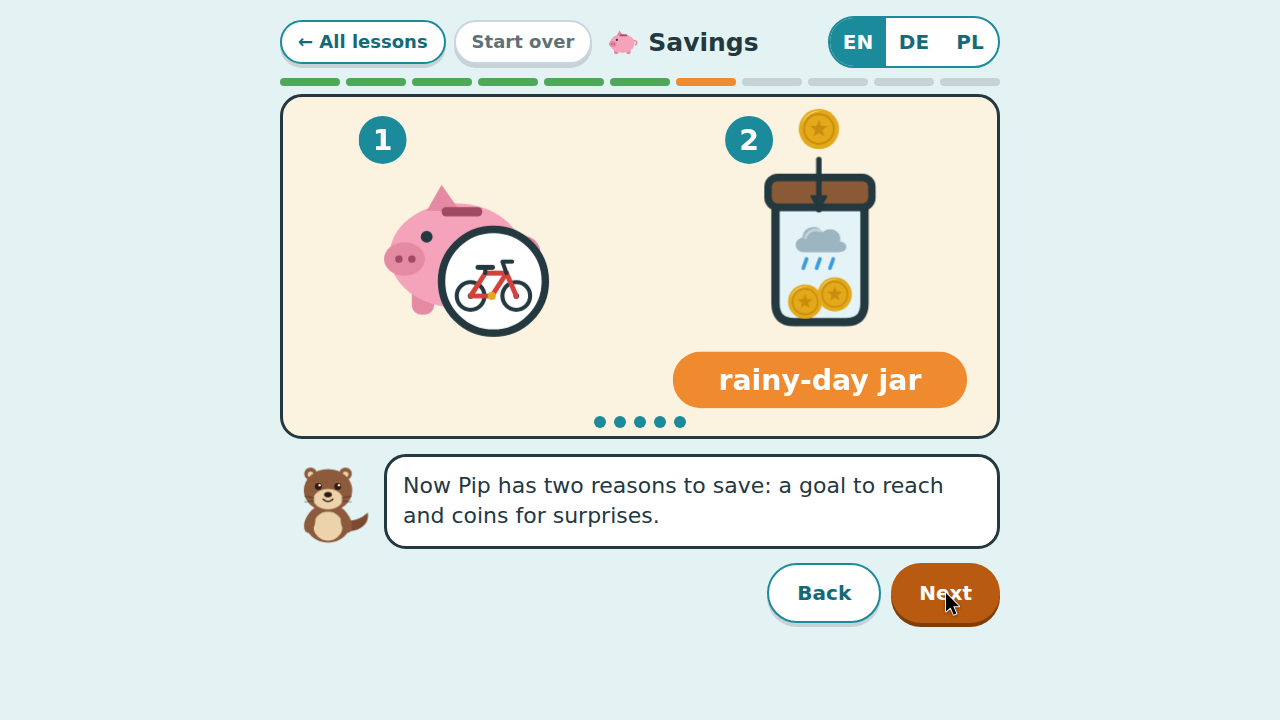 ← All lessons
Start over
Savings
EN
DE
PL
1
2
rainy-day jar
Now Pip has two reasons to save: a goal to reach
and coins for surprises.
Back
Next